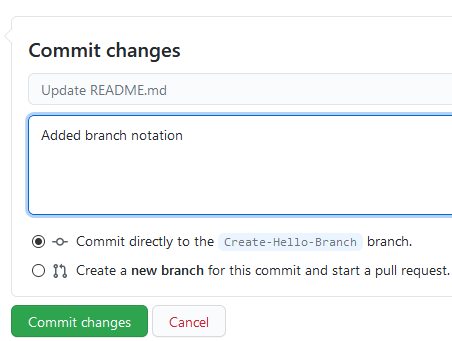 Commit changes
Update README.md
Added branch notation
Commit directly to the Create-Hello-Branch branch.
Create a new branch for this commit and start a pull request.
Commit changes
Cancel